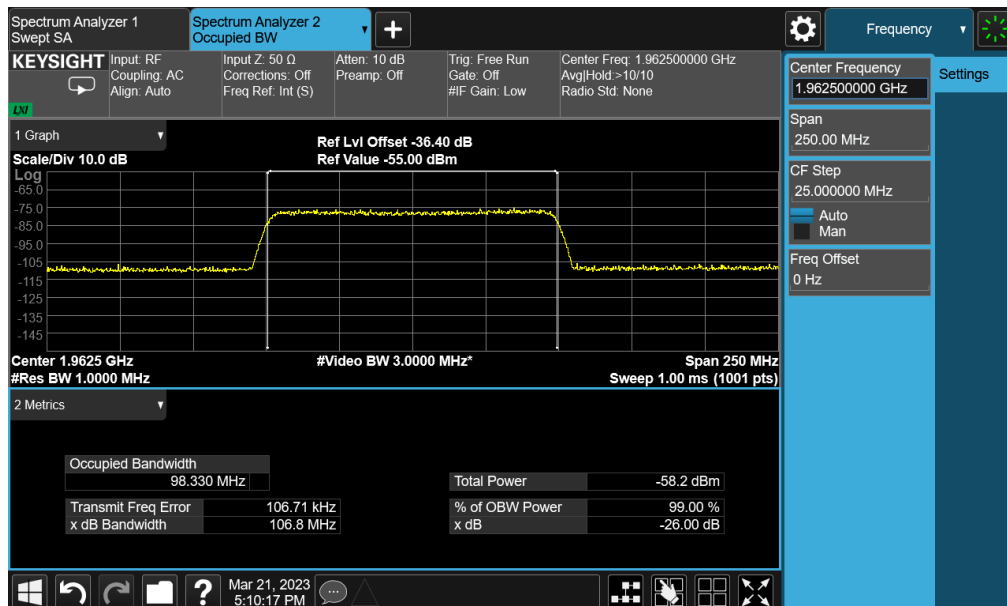 Spectrum Analyzer 1
Swept SA
Spectrum Analyzer 2
Occupied BW
+
Frequency
KEYSIGHT
LXI
Input: RF
Coupling: AC
Align: Auto
Input Z: 50 Ω
Corrections: Off
Freq Ref: Int (S)
Atten: 10 dB
Preamp: Off
Trig: Free Run
Gate: Off
#IF Gain: Low
Center Freq: 1.962500000 GHz
Avg|Hold:>10/10
Radio Std: None
Center Frequency
1.962500000 GHz
Settings
Span
250.00 MHz
CF Step
25.000000 MHz
Auto
Man
Freq Offset
0 Hz
1 Graph
Scale/Div 10.0 dB
Ref Lvl Offset -36.40 dB
Ref Value -55.00 dBm
Log
-65.0
-75.0
-85.0
-95.0
-105
-115
-125
-135
-145
Center 1.9625 GHz
#Video BW 3.0000 MHz*
Span 250 MHz
#Res BW 1.0000 MHz
Sweep 1.00 ms (1001 pts)
2 Metrics
Occupied Bandwidth
98.330 MHz
Total Power -58.2 dBm
Transmit Freq Error 106.71 kHz
% of OBW Power 99.00 %
x dB Bandwidth 106.8 MHz
x dB -26.00 dB
?
Mar 21, 2023
5:10:17 PM